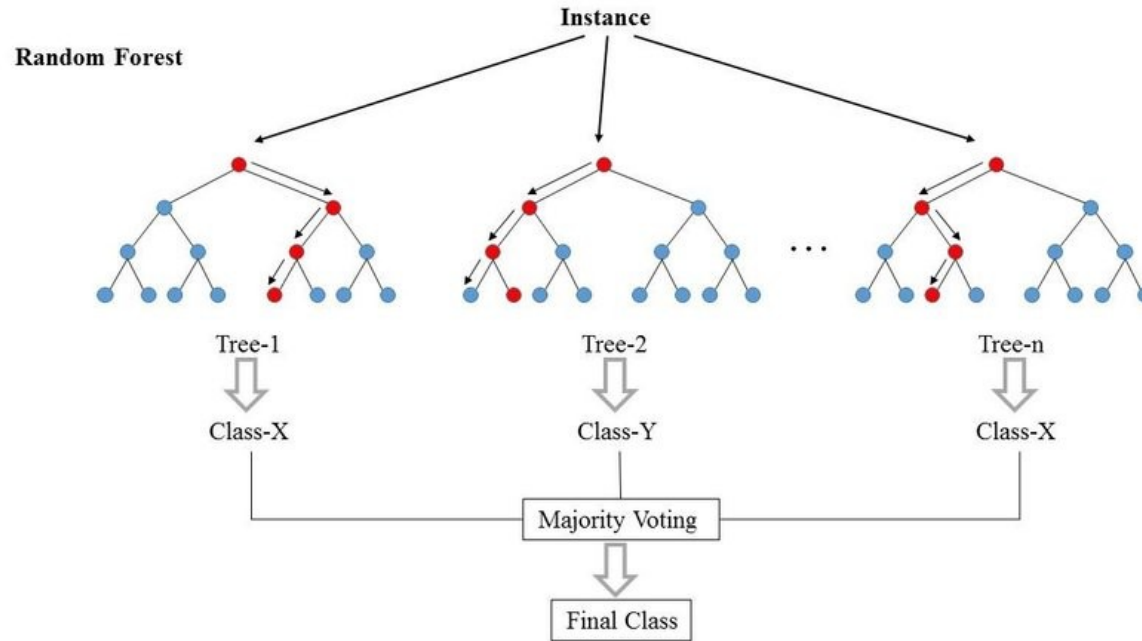 Instance
Random Forest
. . .
Tree-1 Tree-2 Tree-n
Class-X Class-Y Class-X
Majority Voting
Final Class